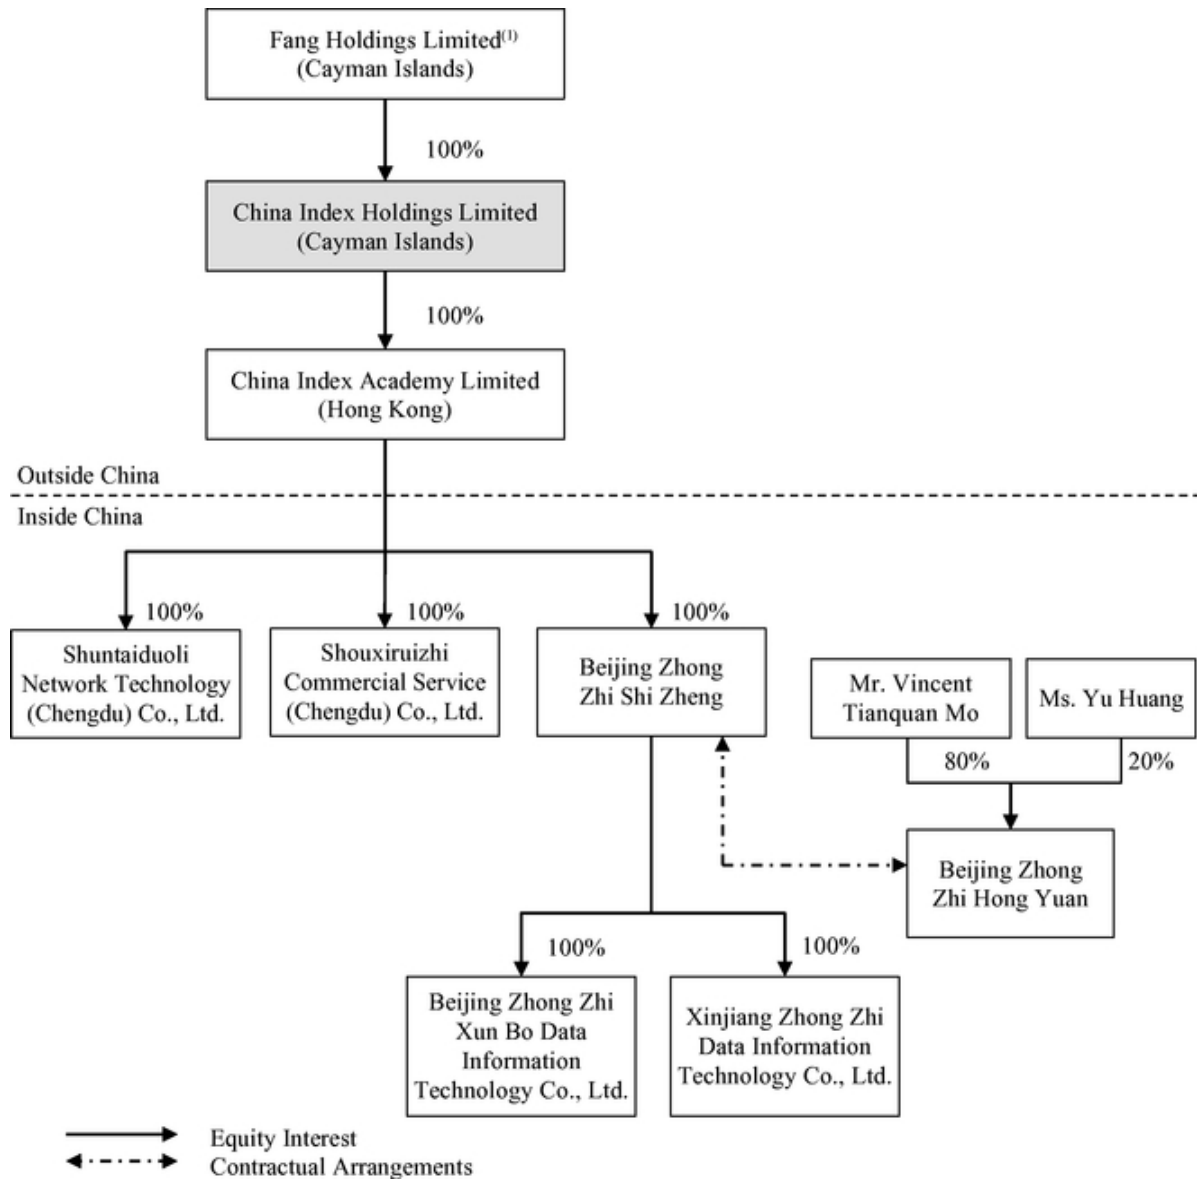 Fang Holdings Limited(1)
(Cayman Islands)
100%
China Index Holdings Limited
(Cayman Islands)
100%
China Index Academy Limited
(Hong Kong)
Outside China
Inside China
100%
100%
100%
Shuntaiduoli
Network Technology
(Chengdu) Co., Ltd.
Shouxiruizhi
Commercial Service
(Chengdu) Co., Ltd.
Beijing Zhong
Zhi Shi Zheng
Mr. Vincent
Tianquan Mo
Ms. Yu Huang
80%
20%
Beijing Zhong
Zhi Hong Yuan
100%
100%
Beijing Zhong Zhi
Xun Bo Data
Information
Technology Co., Ltd.
Xinjiang Zhong Zhi
Data Information
Technology Co., Ltd.
Equity Interest
Contractual Arrangements